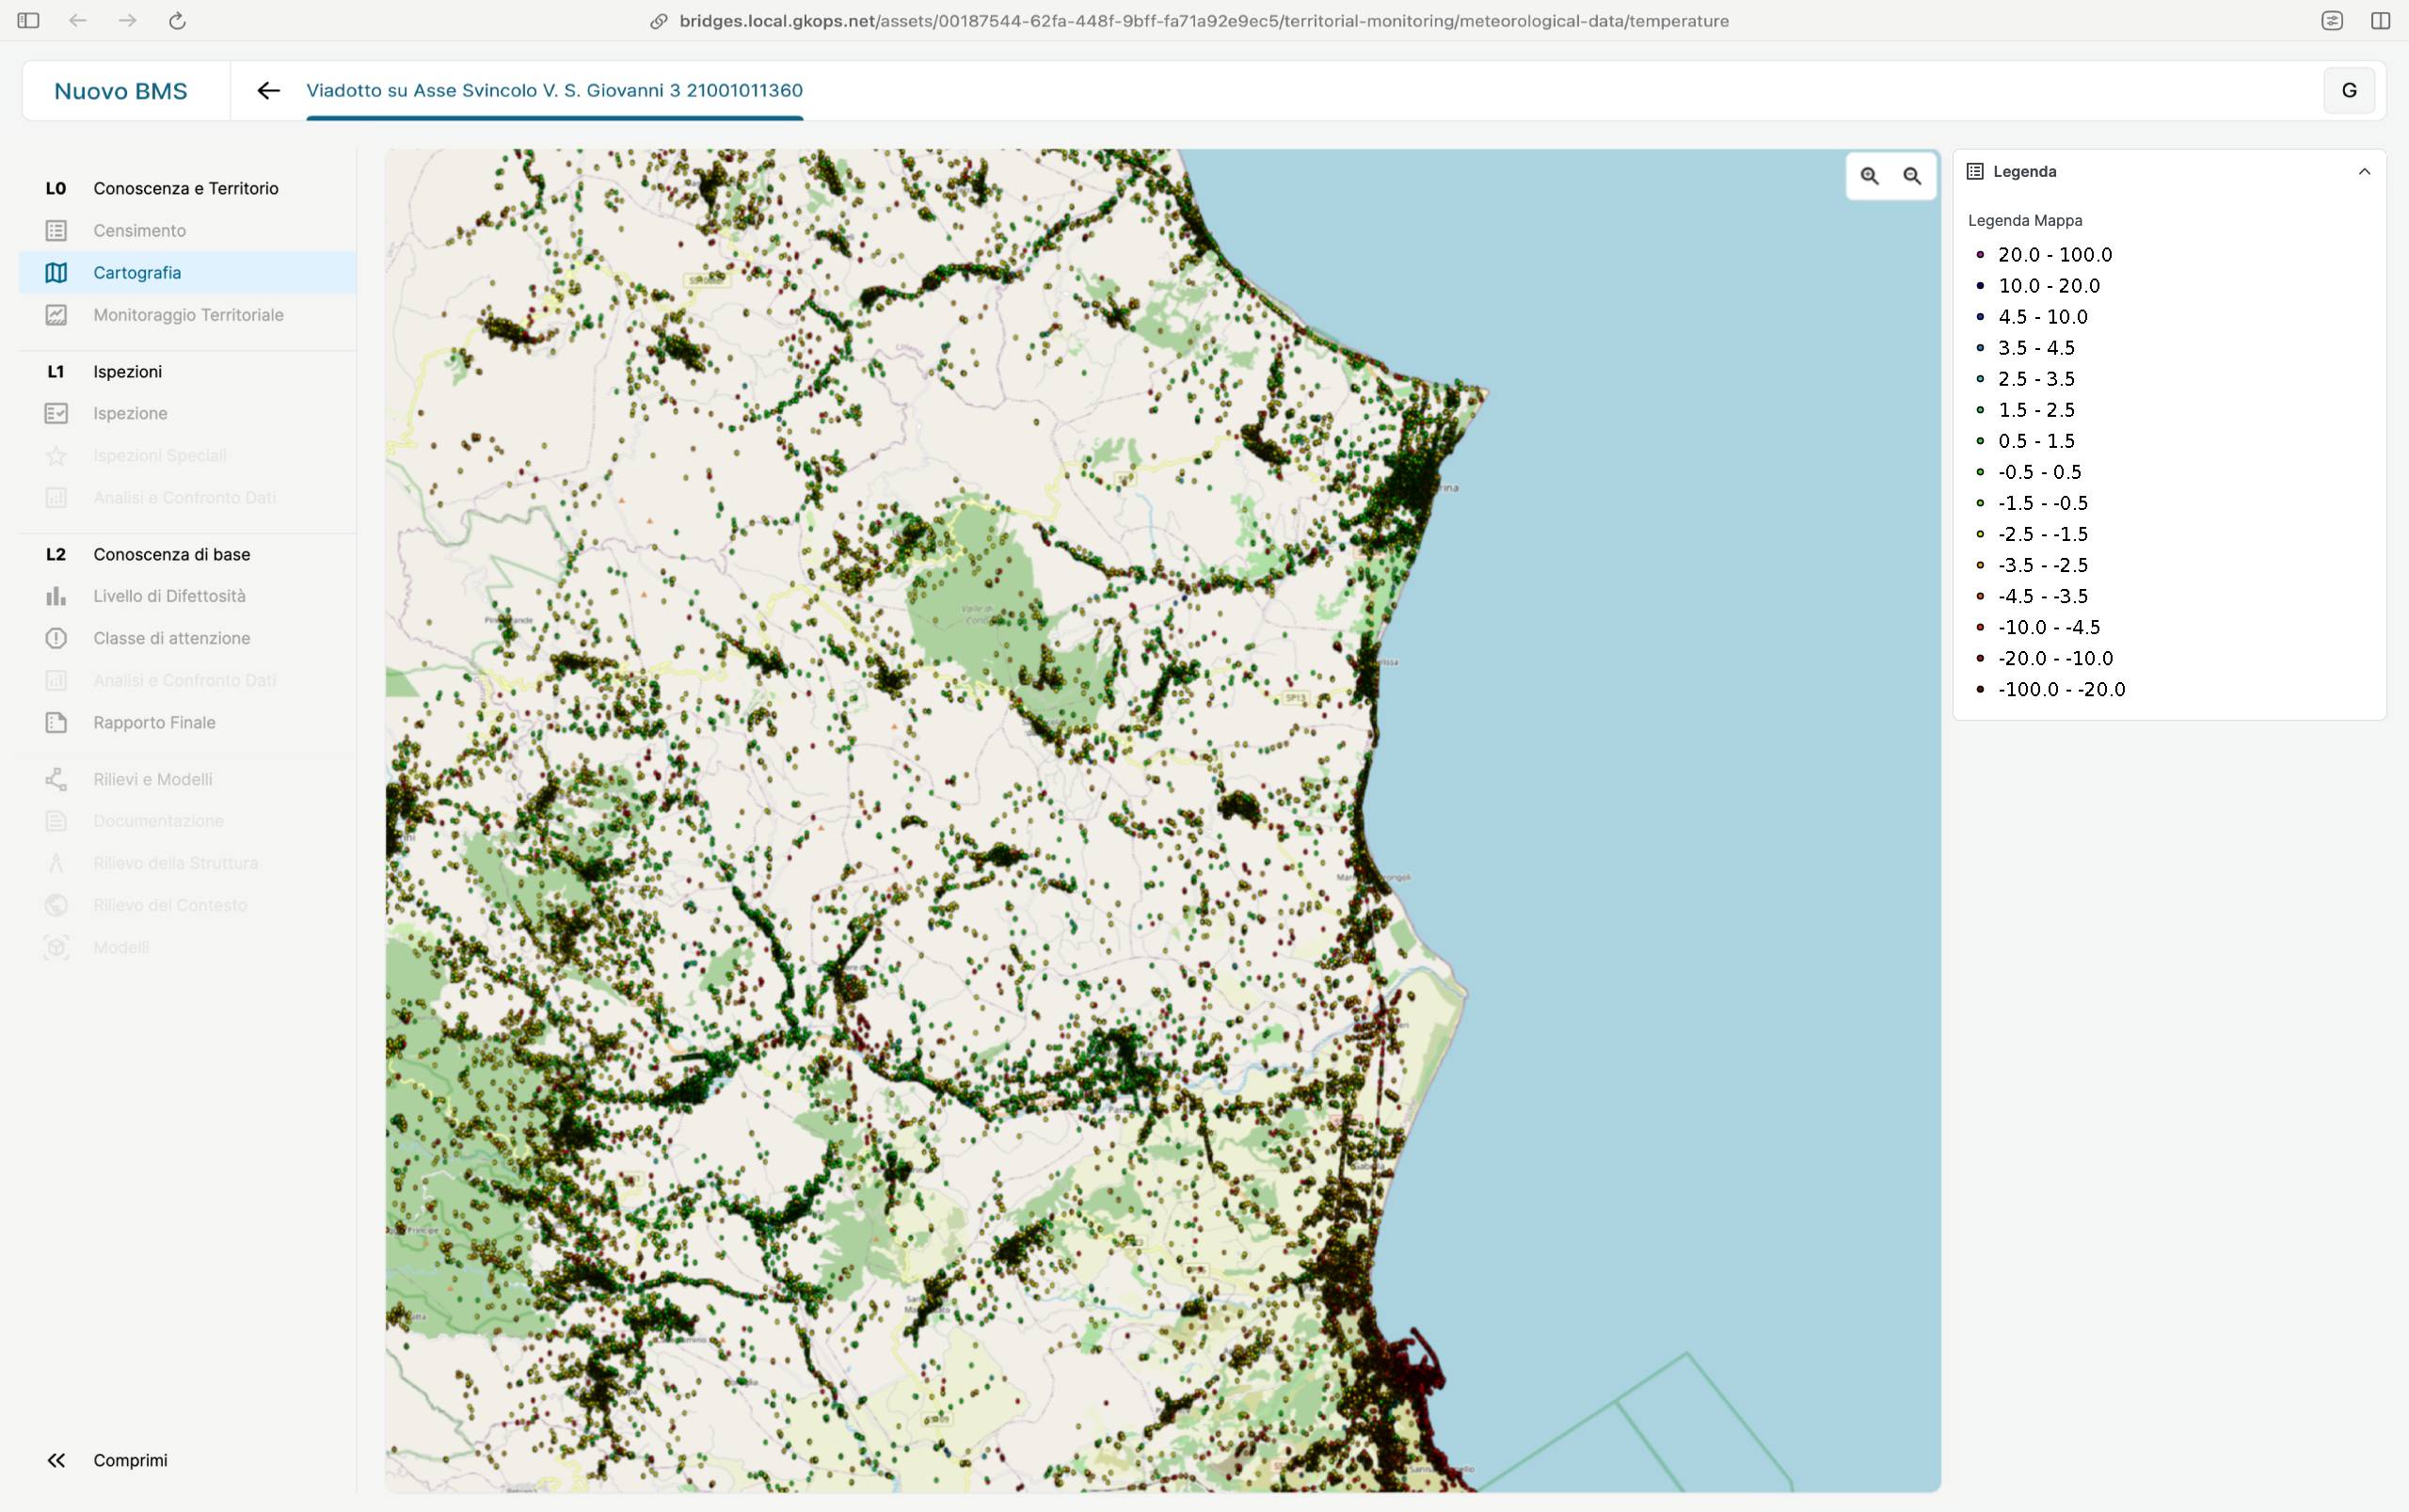 bridges.local.gkops.net/assets/00187544-62fa-448f-9bff-fa71a92e9ec5/territorial-monitoring/meteorological-data/temperature
Nuovo BMS
Viadotto su Asse Svincolo V. S. Giovanni 3 21001011360
G
L0 Conoscenza e Territorio
Censimento
Cartografia
Monitoraggio Territoriale
L1 Ispezioni
Ispezione
Ispezioni Speciali
Analisi e Confronto Dati
L2 Conoscenza di base
Livello di Difettosità
Classe di attenzione
Analisi e Confronto Dati
Rapporto Finale
Rilievi e Modelli
Documentazione
Rilievo della Struttura
Rilievo del Contesto
Modelli
Comprimi
SP13
Legenda
Legenda Mappa
20.0 - 100.0
10.0 - 20.0
4.5 - 10.0
3.5 - 4.5
2.5 - 3.5
1.5 - 2.5
0.5 - 1.5
-0.5 - 0.5
-1.5 - -0.5
-2.5 - -1.5
-3.5 - -2.5
-4.5 - -3.5
-10.0 - -4.5
-20.0 - -10.0
-100.0 - -20.0